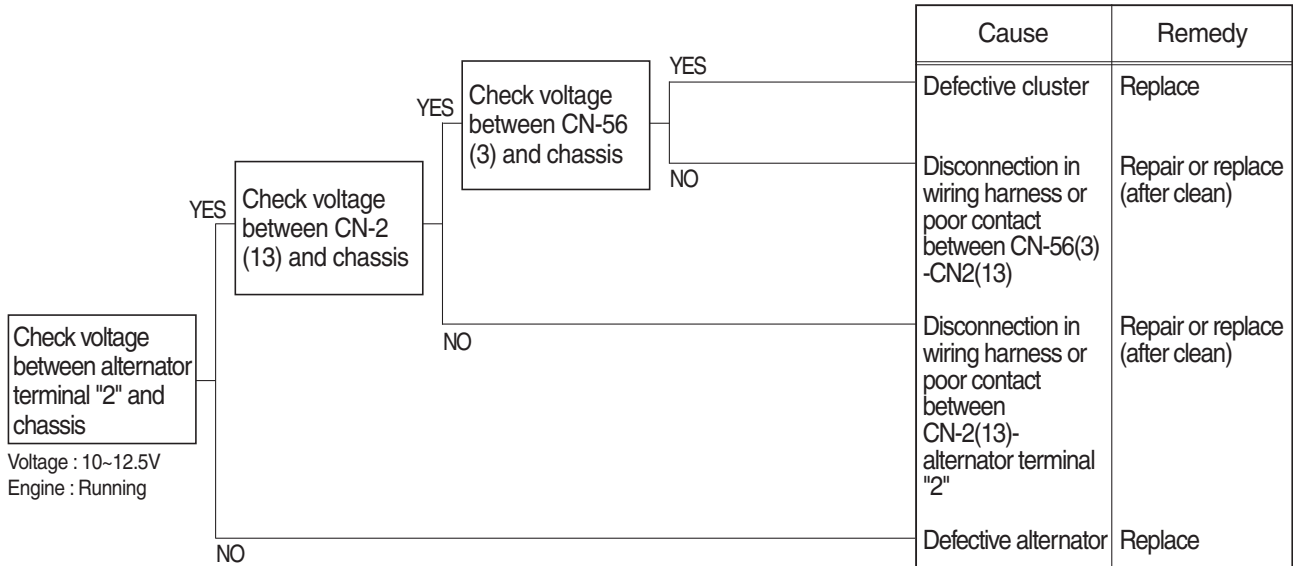 Cause
Remedy
YES
Check voltage
between CN-56
(3) and chassis
YES
NO
Check voltage
between CN-2
(13) and chassis
YES
NO
Check voltage
between alternator
terminal "2" and
chassis
Voltage : 10~12.5V
Engine : Running
NO
Defective cluster
Replace
Disconnection in
wiring harness or
poor contact
between CN-56(3)
-CN2(13)
Repair or replace
(after clean)
Disconnection in
wiring harness or
poor contact
between
CN-2(13)-
alternator terminal
"2"
Repair or replace
(after clean)
Defective alternator
Replace